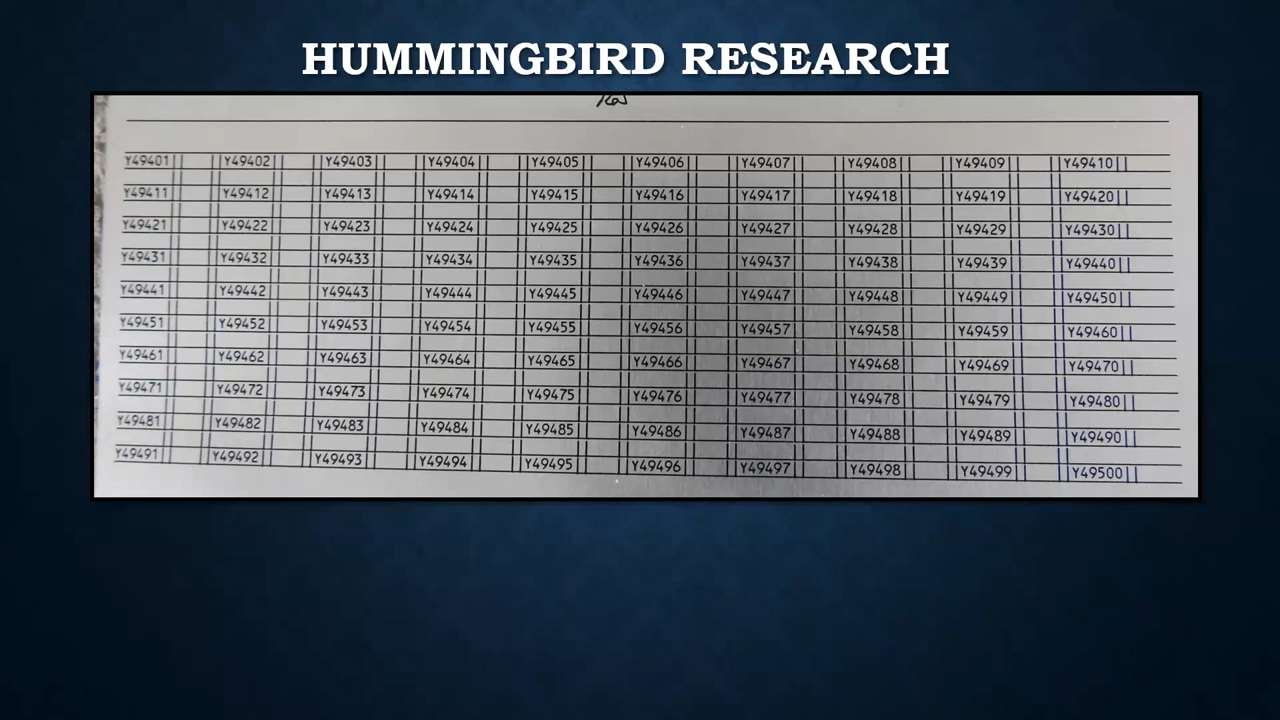 HUMMINGBIRD RESEARCH
Y49401 Y49402 Y49403 Y49404 Y49405 Y49406 Y49407 Y49408 Y49409 Y49410
Y49411 Y49412 Y49413 Y49414 Y49415 Y49416 Y49417 Y49418 Y49419 Y49420
Y49421 Y49422 Y49423 Y49424 Y49425 Y49426 Y49427 Y49428 Y49429 Y49430
Y49431 Y49432 Y49433 Y49434 Y49435 Y49436 Y49437 Y49438 Y49439 Y49440
Y49441 Y49442 Y49443 Y49444 Y49445 Y49446 Y49447 Y49448 Y49449 Y49450
Y49451 Y49452 Y49453 Y49454 Y49455 Y49456 Y49457 Y49458 Y49459 Y49460
Y49461 Y49462 Y49463 Y49464 Y49465 Y49466 Y49467 Y49468 Y49469 Y49470
Y49471 Y49472 Y49473 Y49474 Y49475 Y49476 Y49477 Y49478 Y49479 Y49480
Y49481 Y49482 Y49483 Y49484 Y49485 Y49486 Y49487 Y49488 Y49489 Y49490
Y49491 Y49492 Y49493 Y49494 Y49495 Y49496 Y49497 Y49498 Y49499 Y49500